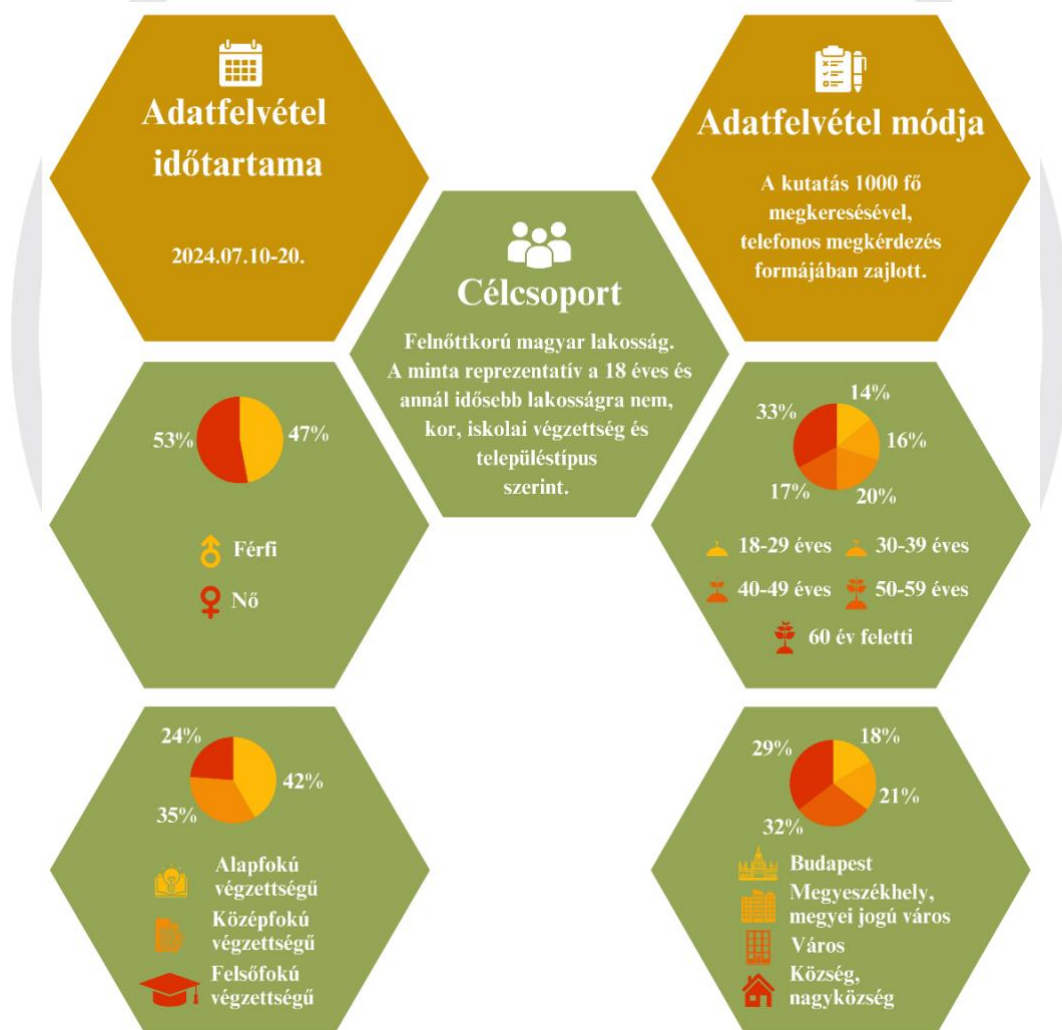 Adatfelvétel
időtartama
2024.07.10-20.
Adatfelvétel módja
A kutatás 1000 fő
megkeresésével,
telefonos megkérdezés
formájában zajlott.
Célcsoport
Felnőttkorú magyar lakosság.
A minta reprezentatív a 18 éves és
annál idősebb lakosságra nem,
kor, iskolai végzettség és
településtípus
szerint.
53%
47%
Férfi
Nő
14%
33%
16%
17%
20%
18-29 éves
30-39 éves
40-49 éves
50-59 éves
60 év feletti
24%
42%
35%
Alapfokú
végzettségű
Középfokú
végzettségű
Felsőfokú
végzettségű
18%
29%
21%
32%
Budapest
Megyeszékhely,
megyei jogú város
Város
Község,
nagyközség